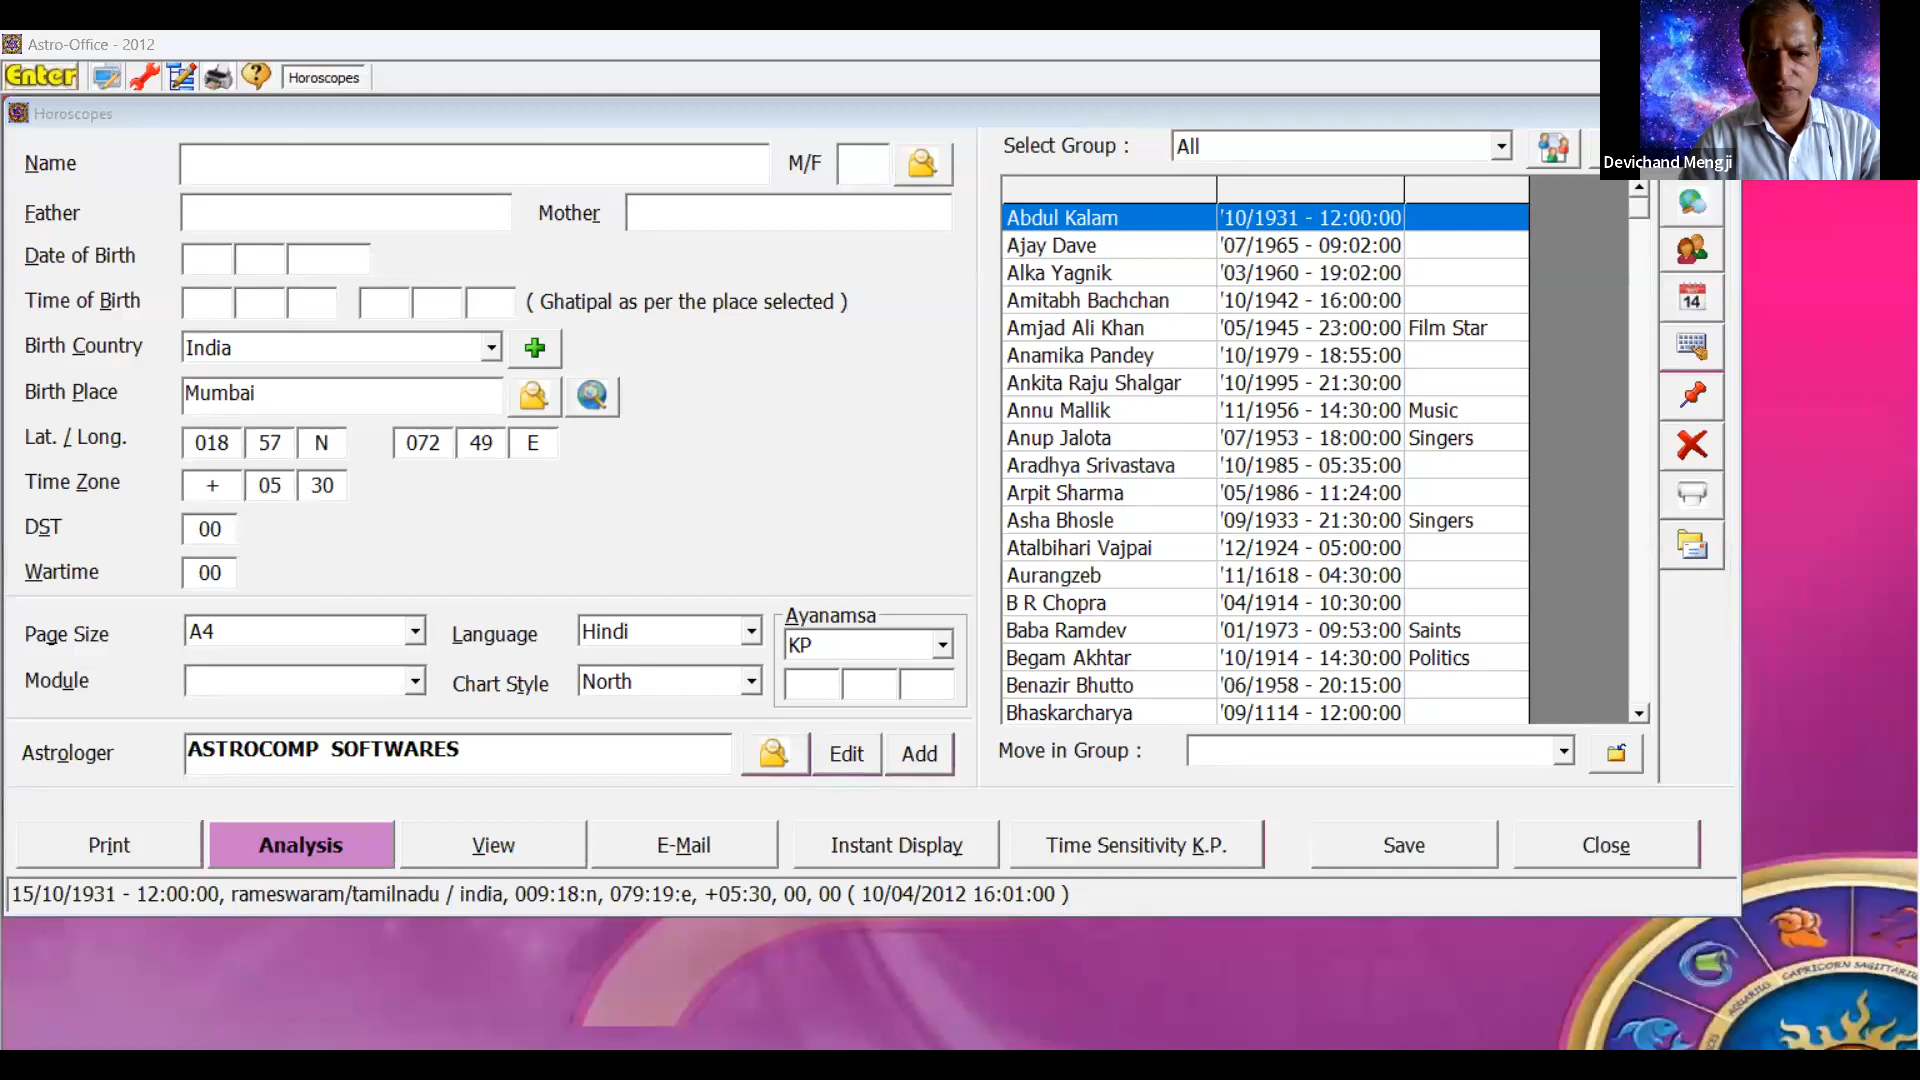 Astro-Office - 2012
Enter
Horoscopes
Horoscopes
Devichand Mengji
Name
M/F
Father
Mother
Date of Birth
Time of Birth
( Ghatipal as per the place selected )
Birth Country
India
Birth Place
Mumbai
Lat. / Long.
018 57 N 072 49 E
Time Zone
+ 05 30
DST
00
Wartime
00
Page Size
A4
Language
Hindi
Ayanamsa
KP
Module
Chart Style
North
Astrologer
ASTROCOMP SOFTWARES
Edit
Add
Select Group :
All
Abdul Kalam '10/1931 - 12:00:00
Ajay Dave '07/1965 - 09:02:00
Alka Yagnik '03/1960 - 19:02:00
Amitabh Bachchan '10/1942 - 16:00:00
Amjad Ali Khan '05/1945 - 23:00:00 Film Star
Anamika Pandey '10/1979 - 18:55:00
Ankita Raju Shalgar '10/1995 - 21:30:00
Annu Mallik '11/1956 - 14:30:00 Music
Anup Jalota '07/1953 - 18:00:00 Singers
Aradhya Srivastava '10/1985 - 05:35:00
Arpit Sharma '05/1986 - 11:24:00
Asha Bhosle '09/1933 - 21:30:00 Singers
Atalbihari Vajpai '12/1924 - 05:00:00
Aurangzeb '11/1618 - 04:30:00
B R Chopra '04/1914 - 10:30:00
Baba Ramdev '01/1973 - 09:53:00 Saints
Begam Akhtar '10/1914 - 14:30:00 Politics
Benazir Bhutto '06/1958 - 20:15:00
Bhaskarcharya '09/1114 - 12:00:00
Move in Group :
14
Print
Analysis
View
E-Mail
Instant Display
Time Sensitivity K.P.
Save
Close
15/10/1931 - 12:00:00, rameswaram/tamilnadu / india, 009:18:n, 079:19:e, +05:30, 00, 00 ( 10/04/2012 16:01:00 )
AQUARIUS
CAPRICORN